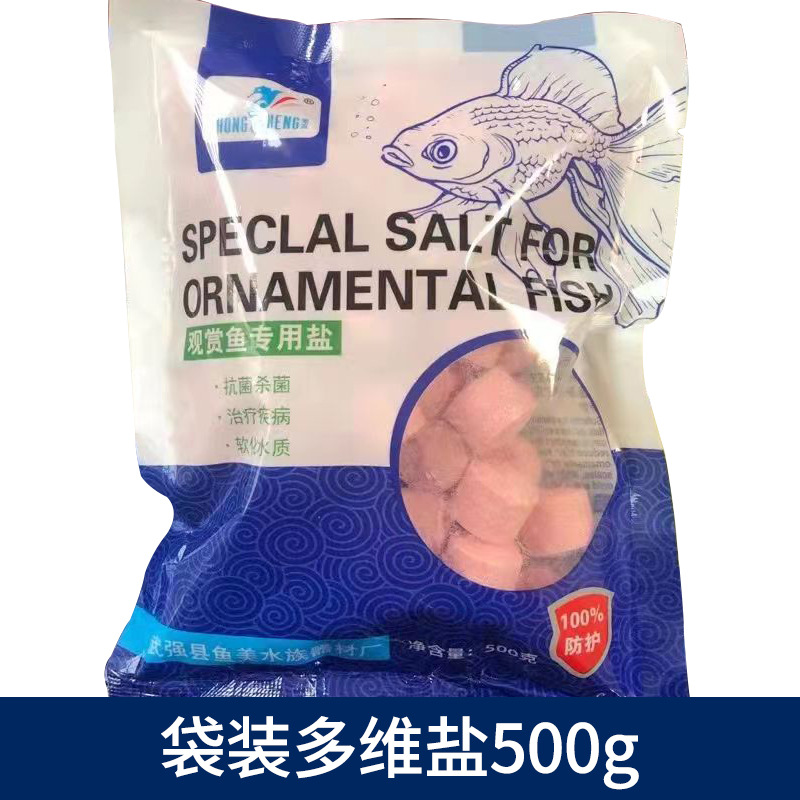 SPECLAL SALT FOR
ORNAMENTAL FISH
观赏鱼专用盐
·抗菌杀菌
·治疗疾病
·软化水质
100%
防护
净含量：500克
袋装多维盐500g